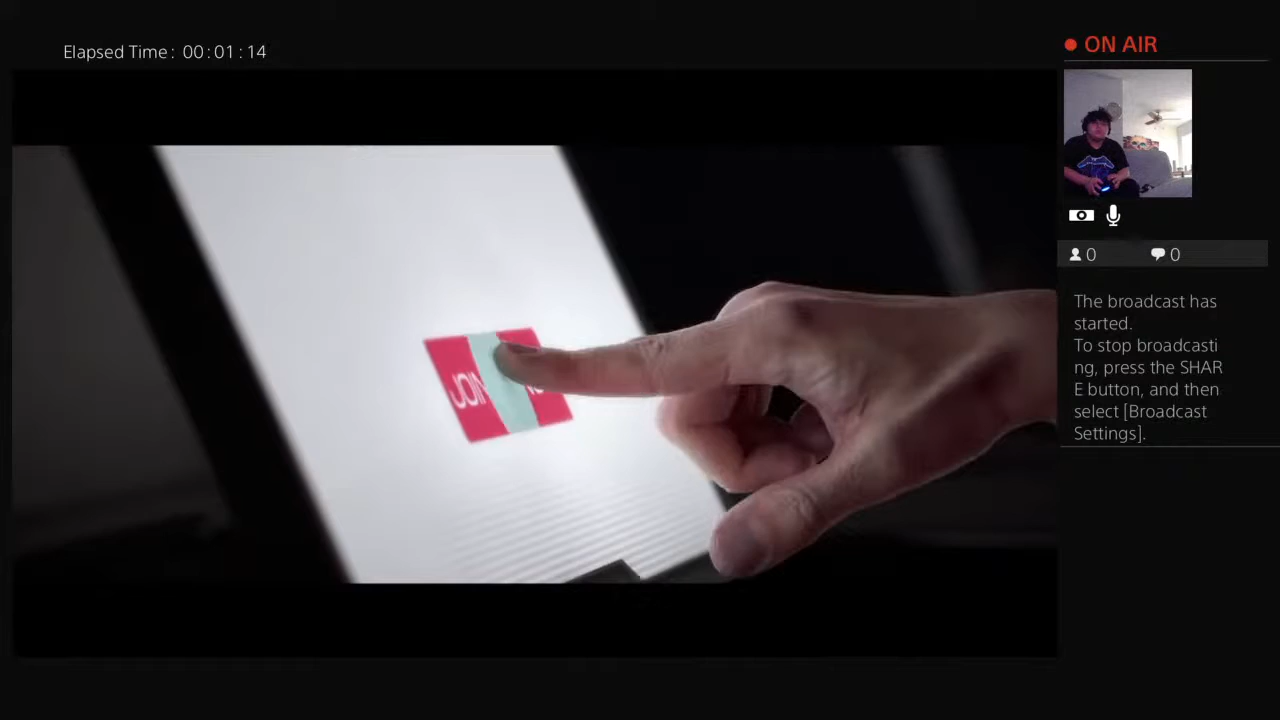 Elapsed Time: 00:01:14
ON AIR
0 0
The broadcast has
started.
To stop broadcasti
ng, press the SHAR
E button, and then
select [Broadcast
Settings].
JOIN